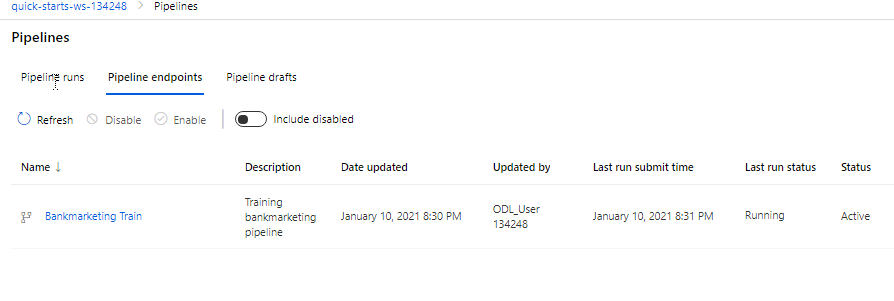 quick-starts-ws-134248 > Pipelines
Pipelines
Pipeline runs Pipeline endpoints Pipeline drafts
Refresh Disable Enable Include disabled
Name ↓ Description Date updated Updated by Last run submit time Last run status Status
Bankmarketing Train Training bankmarketing pipeline January 10, 2021 8:30 PM ODL_User 134248 January 10, 2021 8:31 PM Running Active